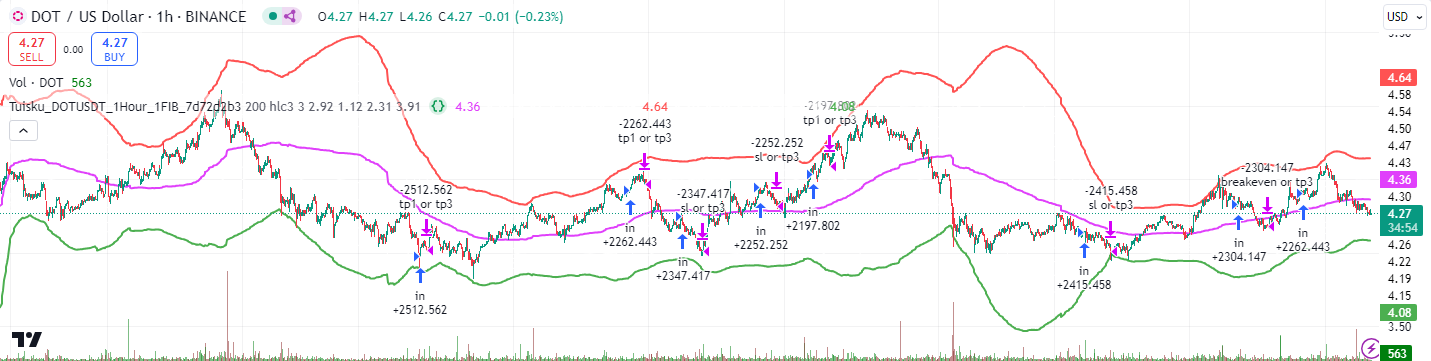 DOT / US Dollar · 1h · BINANCE
O4.27 H4.27 L4.26 C4.27 −0.01 (−0.23%)
USD
4.27
SELL
0.00
4.27
BUY
Vol · DOT 563
Tulsku_DOTUSDT_1Hour_1FIB_7d72d2b3 200 hlc3 3 2.92 1.12 2.31 3.91 4.36 4.64 4.08
-2512.562
tp1 or tp3
in
+2512.562
-2262.443
tp1 or tp3
in
+2262.443
-2347.417
sl or tp3
in
+2347.417
-2252.252
sl or tp3
in
+2252.252
-2197.802
tp1 or tp3
in
+2197.802
-2415.458
sl or tp3
in
+2415.458
-2304.147
breakeven or tp3
in
+2304.147
in
+2262.443
4.64
4.58
4.54
4.50
4.47
4.43
4.36
4.30
4.27
34:54
4.26
4.22
4.19
4.15
4.08
3.50
563